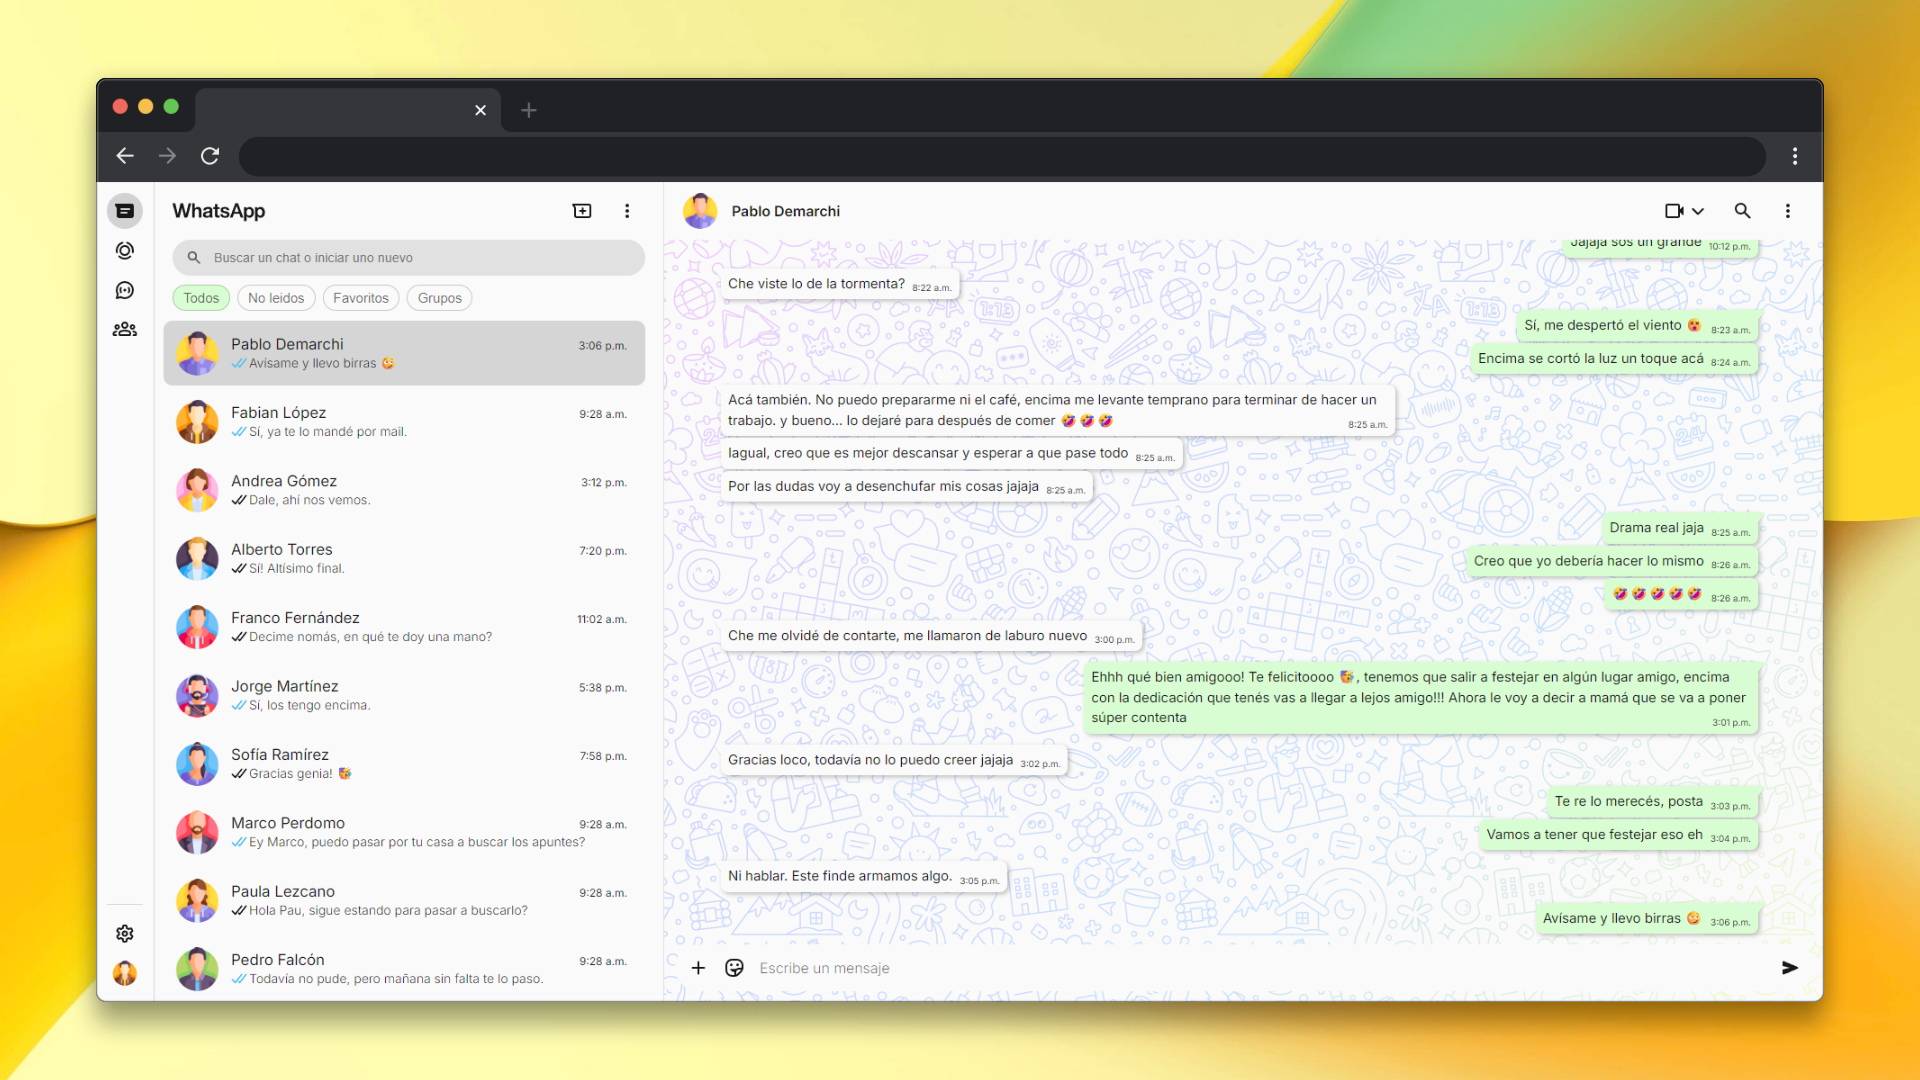 WhatsApp
Buscar un chat o iniciar uno nuevo
Todos
No leidos
Favoritos
Grupos
Pablo Demarchi
3:06 p.m.
Avísame y llevo birras 🥳
Fabian López
9:28 a.m.
Sí, ya te lo mandé por mail.
Andrea Gómez
3:12 p.m.
Dale, ahí nos vemos.
Alberto Torres
7:20 p.m.
Sí! Altísimo final.
Franco Fernández
11:02 a.m.
Decime nomás, en qué te doy una mano?
Jorge Martínez
5:38 p.m.
Sí, los tengo encima.
Sofía Ramírez
7:58 p.m.
Gracias genia! 🥳
Marco Perdomo
9:28 a.m.
Ey Marco, puedo pasar por tu casa a buscar los apuntes?
Paula Lezcano
9:28 a.m.
Hola Pau, sigue estando para pasar a buscarlo?
Pedro Falcón
9:28 a.m.
Todavía no pude, pero mañana sin falta te lo paso.
Pablo Demarchi
Jajaja sos un grande 10:12 p.m.
Che viste lo de la tormenta? 8:22 a.m.
Sí, me despertó el viento 😵 8:23 a.m.
Encima se cortó la luz un toque acá 8:24 a.m.
Acá también. No puedo prepararme ni el café, encima me levante temprano para terminar de hacer un
trabajo. y bueno... lo dejaré para después de comer 🤣 🤣 🤣 8:25 a.m.
Iagual, creo que es mejor descansar y esperar a que pase todo 8:25 a.m.
Por las dudas voy a desenchufar mis cosas jajaja 8:25 a.m.
Drama real jaja 8:25 a.m.
Creo que yo debería hacer lo mismo 8:26 a.m.
🤣 🤣 🤣 🤣 🤣 8:26 a.m.
Che me olvidé de contarte, me llamaron de laburo nuevo 3:00 p.m.
Ehhh qué bien amigooo! Te felicitoooo 🥳, tenemos que salir a festejar en algún lugar amigo, encima
con la dedicación que tenés vas a llegar a lejos amigo!!! Ahora le voy a decir a mamá que se va a poner
súper contenta 3:01 p.m.
Gracias loco, todavía no lo puedo creer jajaja 3:02 p.m.
Te re lo merecés, posta 3:03 p.m.
Vamos a tener que festejar eso eh 3:04 p.m.
Ni hablar. Este finde armamos algo. 3:05 p.m.
Avísame y llevo birras 🥳 3:06 p.m.
Escribe un mensaje